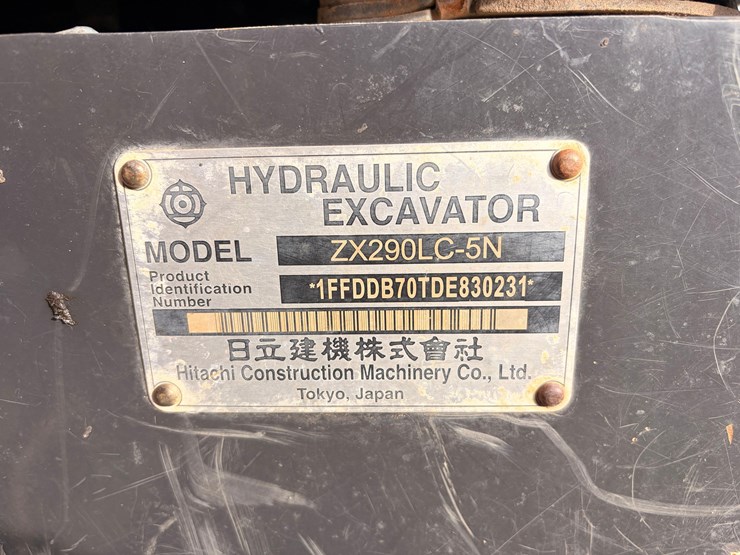 HYDRAULIC
EXCAVATOR
MODEL ZX290LC-5N
Product
Identification
Number *1FFDDB70TDE830231*
日立建機株式會社
Hitachi Construction Machinery Co., Ltd.
Tokyo, Japan